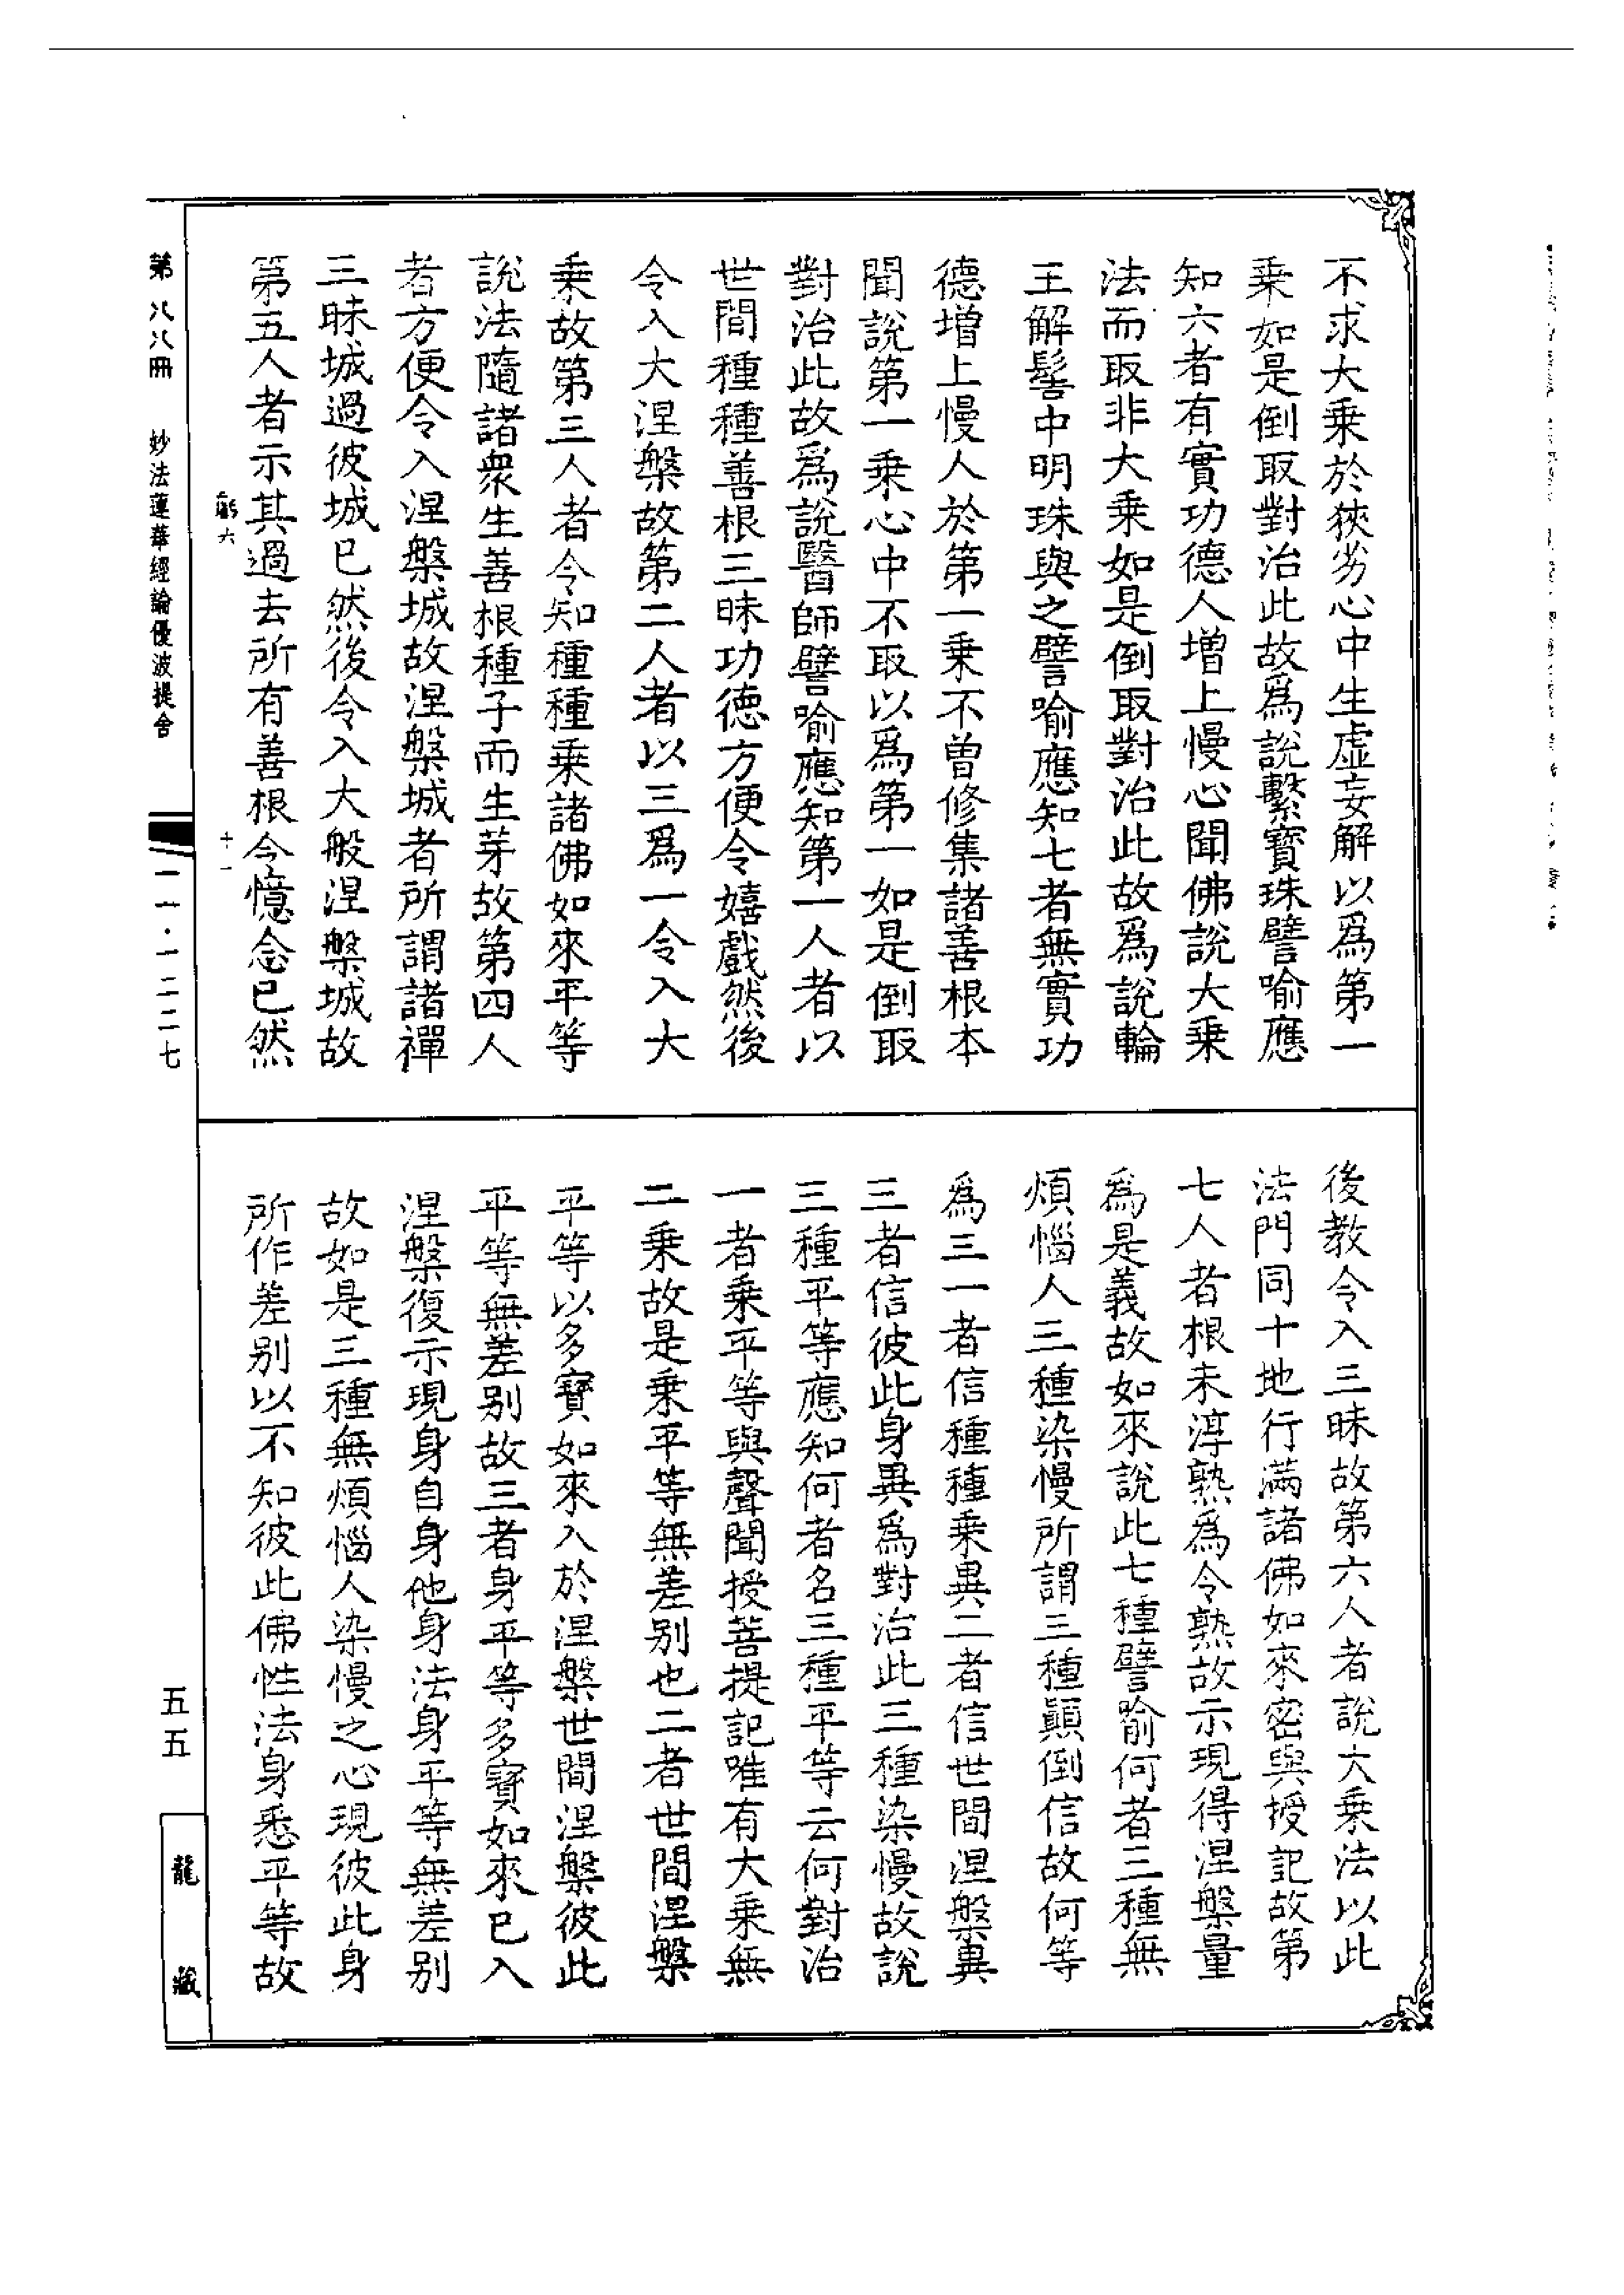 不求大乗於狹劣心中生虛妄解以爲第一
乗如是倒取對治此故爲說繫寶珠譬喻應
知六者有實功德人增上慢心聞佛說大乗
法而取非大乗如是倒取對治此故爲說輪
王解髻中明珠與之譬喻應知七者無實功
德增上慢人於第一乗不曾修集諸善根本
聞說第一乗心中不取以爲第一如是倒取
對治此故爲說醫師譬喻應知第一人者以
世間種種善根三昧功德方便令嬉戲然後
令入大涅槃故第二人者以三爲一令入大
乗故第三人者令知種種乗諸佛如來平等
說法隨諸衆生善根種子而生芽故第四人
者方便令入涅槃城故涅槃城者所謂諸禪
三昧城過彼城已然後令入大般涅槃城故
第五人者示其過去所有善根令憶念已然
後教令入三昧故第六人者說大乗法以此
法門同十地行滿諸佛如來密與授記故第
七人者根未淳熟爲令熟故示現得涅槃量
爲是義故如來說此七種譬喻何者三種無
煩惱人三種染慢所謂三種顚倒信故何等
爲三一者信種種乗異二者信世間涅槃異
三者信彼此身異爲對治此三種染慢故說
三種平等應知何者名三種平等云何對治
一者乗平等與聲聞授菩提記唯有大乗無
二乗故是乗平等無差別也二者世間涅槃
平等以多寶如來入於涅槃世間涅槃彼此
平等無差別故三者身平等多寶如來已入
涅槃復示現身自身他身法身平等無差別
故如是三種無煩惱人染慢之心現彼此身
所作差別以不知彼此佛性法身悉平等故
虧六
十一
第八八冊 妙法蓮華經論優波提舍
一一·一二二七
五五
龍藏